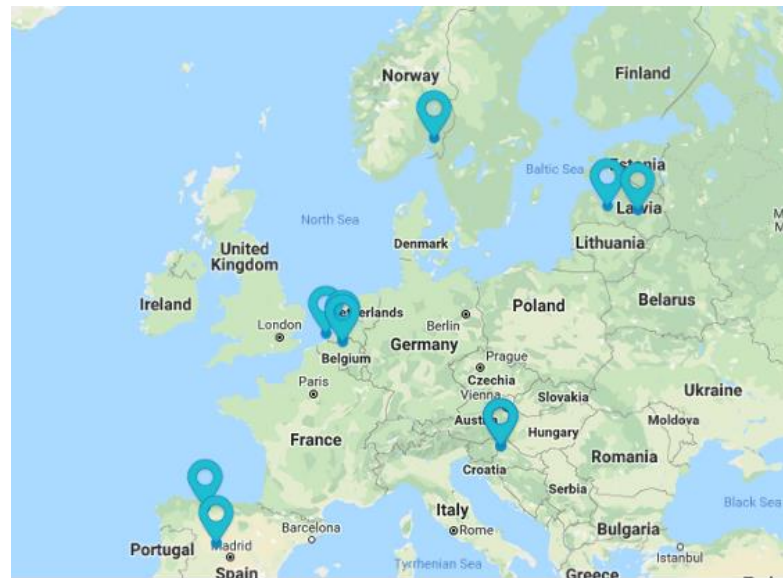 Norway
Finland
Estonia
Baltic Sea
Latvia
North Sea
Denmark
Lithuania
United
Kingdom
Ireland
Netherlands
Belarus
London
Berlin
Poland
Belgium
Germany
Prague
Paris
Czechia
Ukraine
Vienna
Slovakia
Austria
Moldova
France
Hungary
Croatia
Romania
Serbia
Italy
Black Sea
Barcelona
Rome
Bulgaria
Portugal
Madrid
Istanbul
Spain
Tyrrhenian Sea
Greece